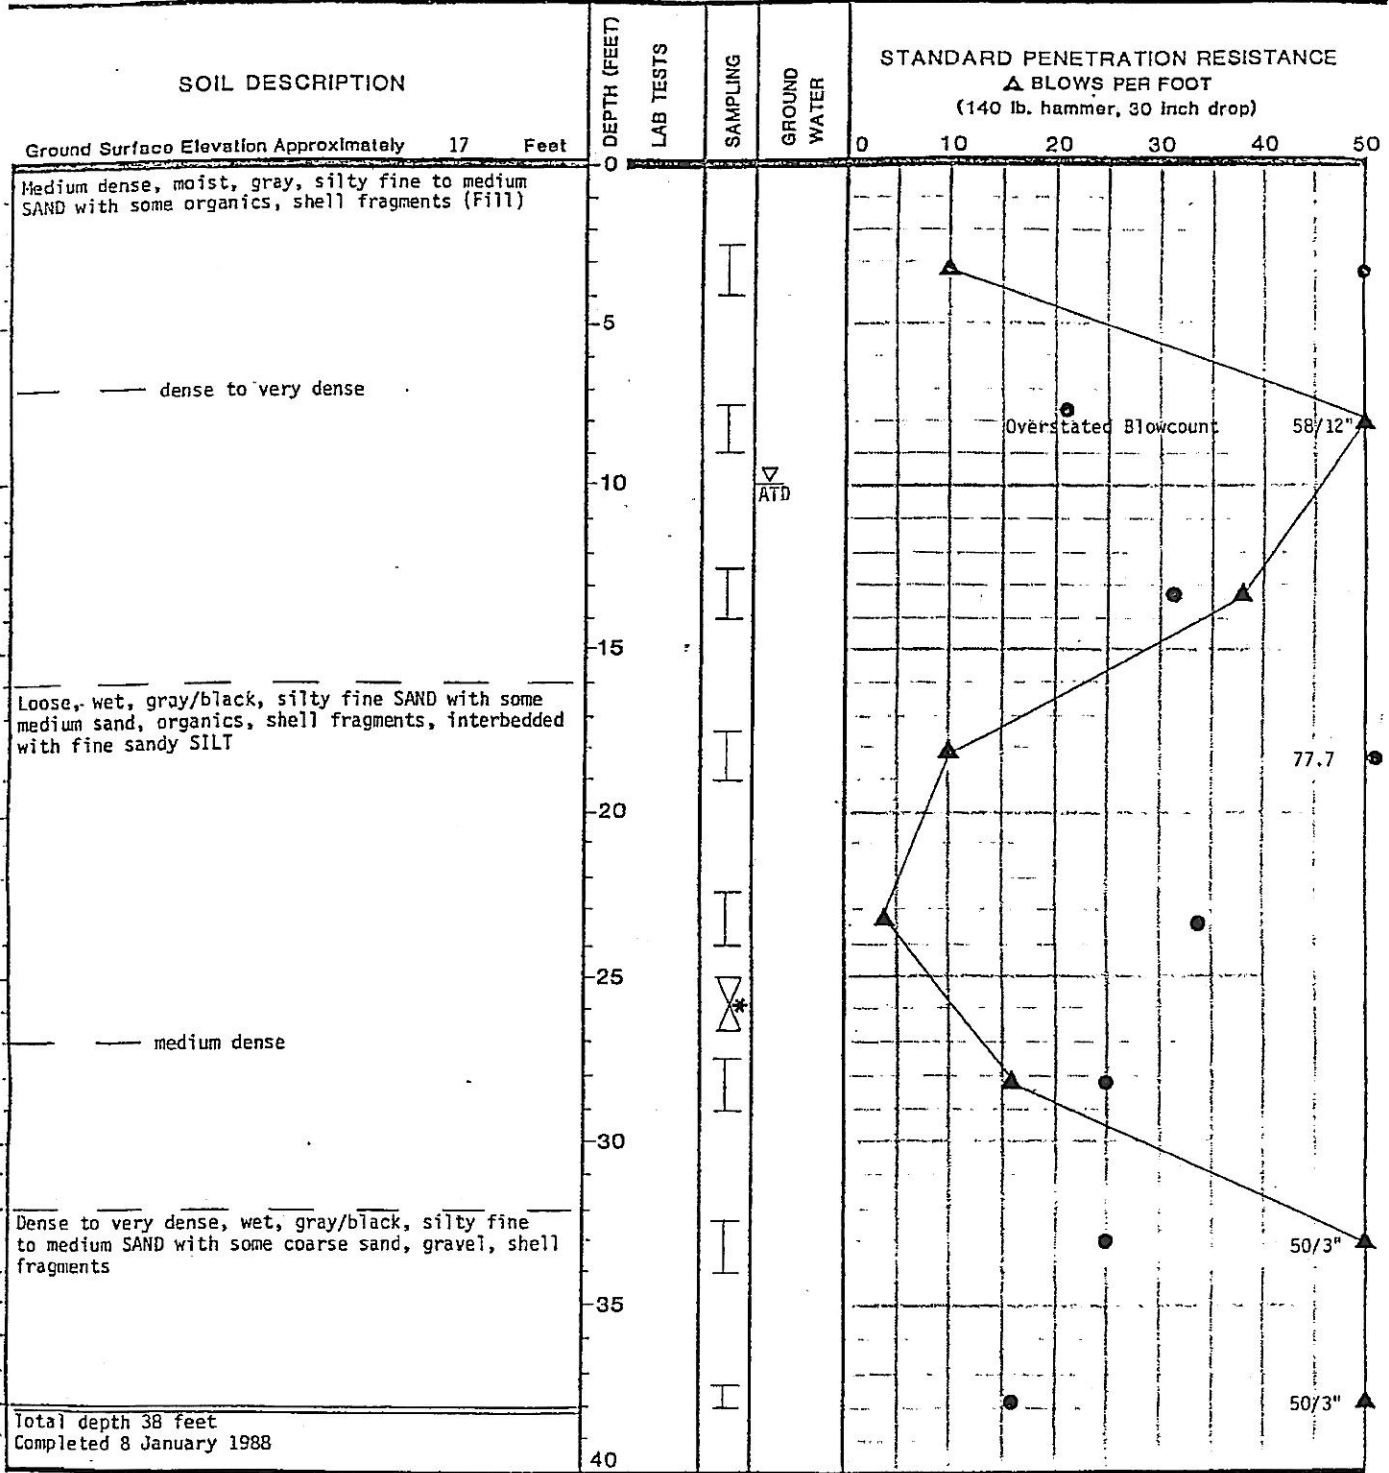 SOIL DESCRIPTION
Ground Surface Elevation Approximately 17 Feet
DEPTH (FEET)
LAB TESTS
SAMPLING
GROUND
WATER
STANDARD PENETRATION RESISTANCE
▲ BLOWS PER FOOT
(140 lb. hammer, 30 inch drop)
0 10 20 30 40 50
0
Medium dense, moist, gray, silty fine to medium
SAND with some organics, shell fragments (Fill)
5
dense to very dense
Overstated Blowcount 58/12"
10
ATD
15
Loose, wet, gray/black, silty fine SAND with some
medium sand, organics, shell fragments, interbedded
with fine sandy SILT
77.7
20
25
*
medium dense
30
Dense to very dense, wet, gray/black, silty fine
to medium SAND with some coarse sand, gravel, shell
fragments
50/3"
35
50/3"
Total depth 38 feet
Completed 8 January 1988
40